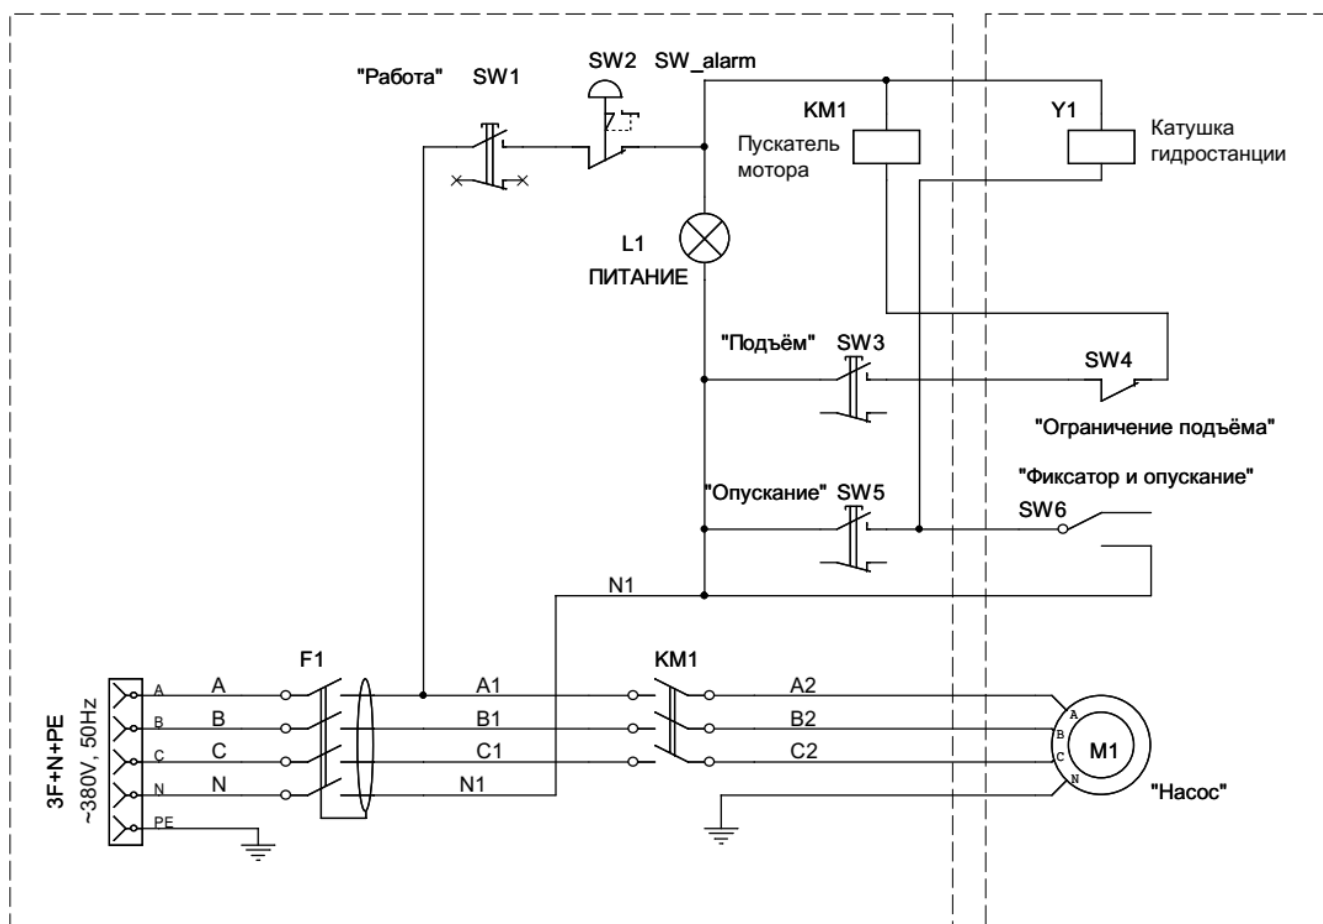 "Работа" SW1
SW2 SW_alarm
KM1
Пускатель
мотора
Y1
Катушка
гидростанции
L1
ПИТАНИЕ
"Подъём" SW3
SW4
"Ограничение подъёма"
"Опускание" SW5
"Фиксатор и опускание"
SW6
N1
3F+N+PE
~380V, 50Hz
F1
KM1
A A A1 A2 A
B B B1 B2 B
C C C1 C2 C
N N N1 N
PE
M1
"Насос"